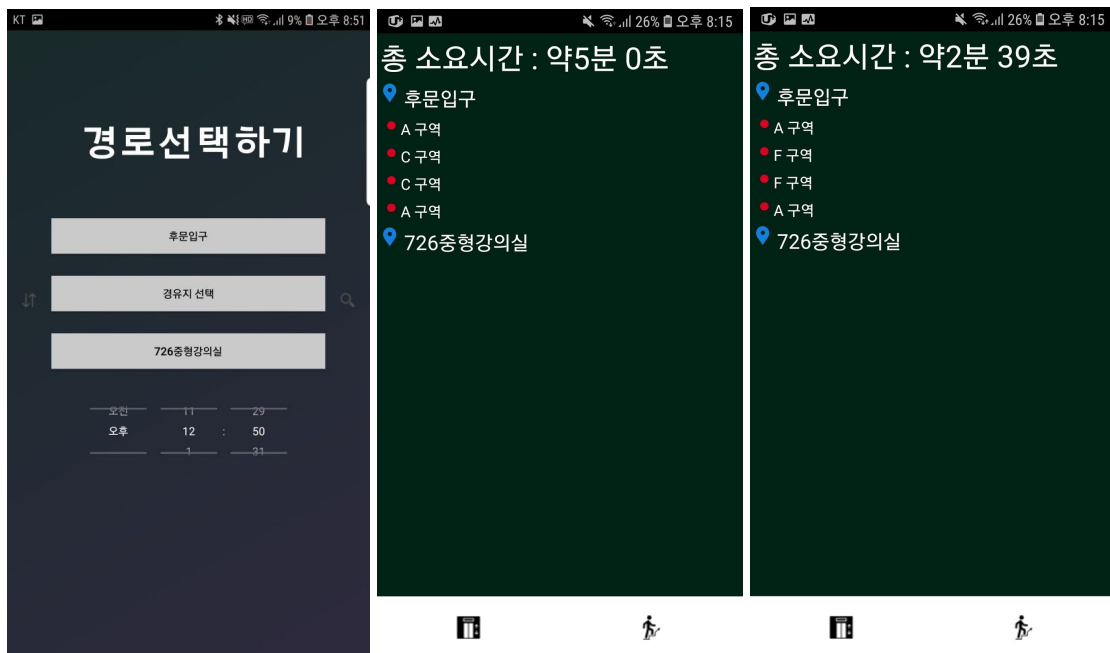 KT 9% 오후 8:51
경로선택하기
후문입구
경유지 선택
726중형강의실
오전 11 29
오후 12 : 50
1 31
26% 오후 8:15
총 소요시간 : 약5분 0초
후문입구
A 구역
C 구역
C 구역
A 구역
726중형강의실
26% 오후 8:15
총 소요시간 : 약2분 39초
후문입구
A 구역
F 구역
F 구역
A 구역
726중형강의실